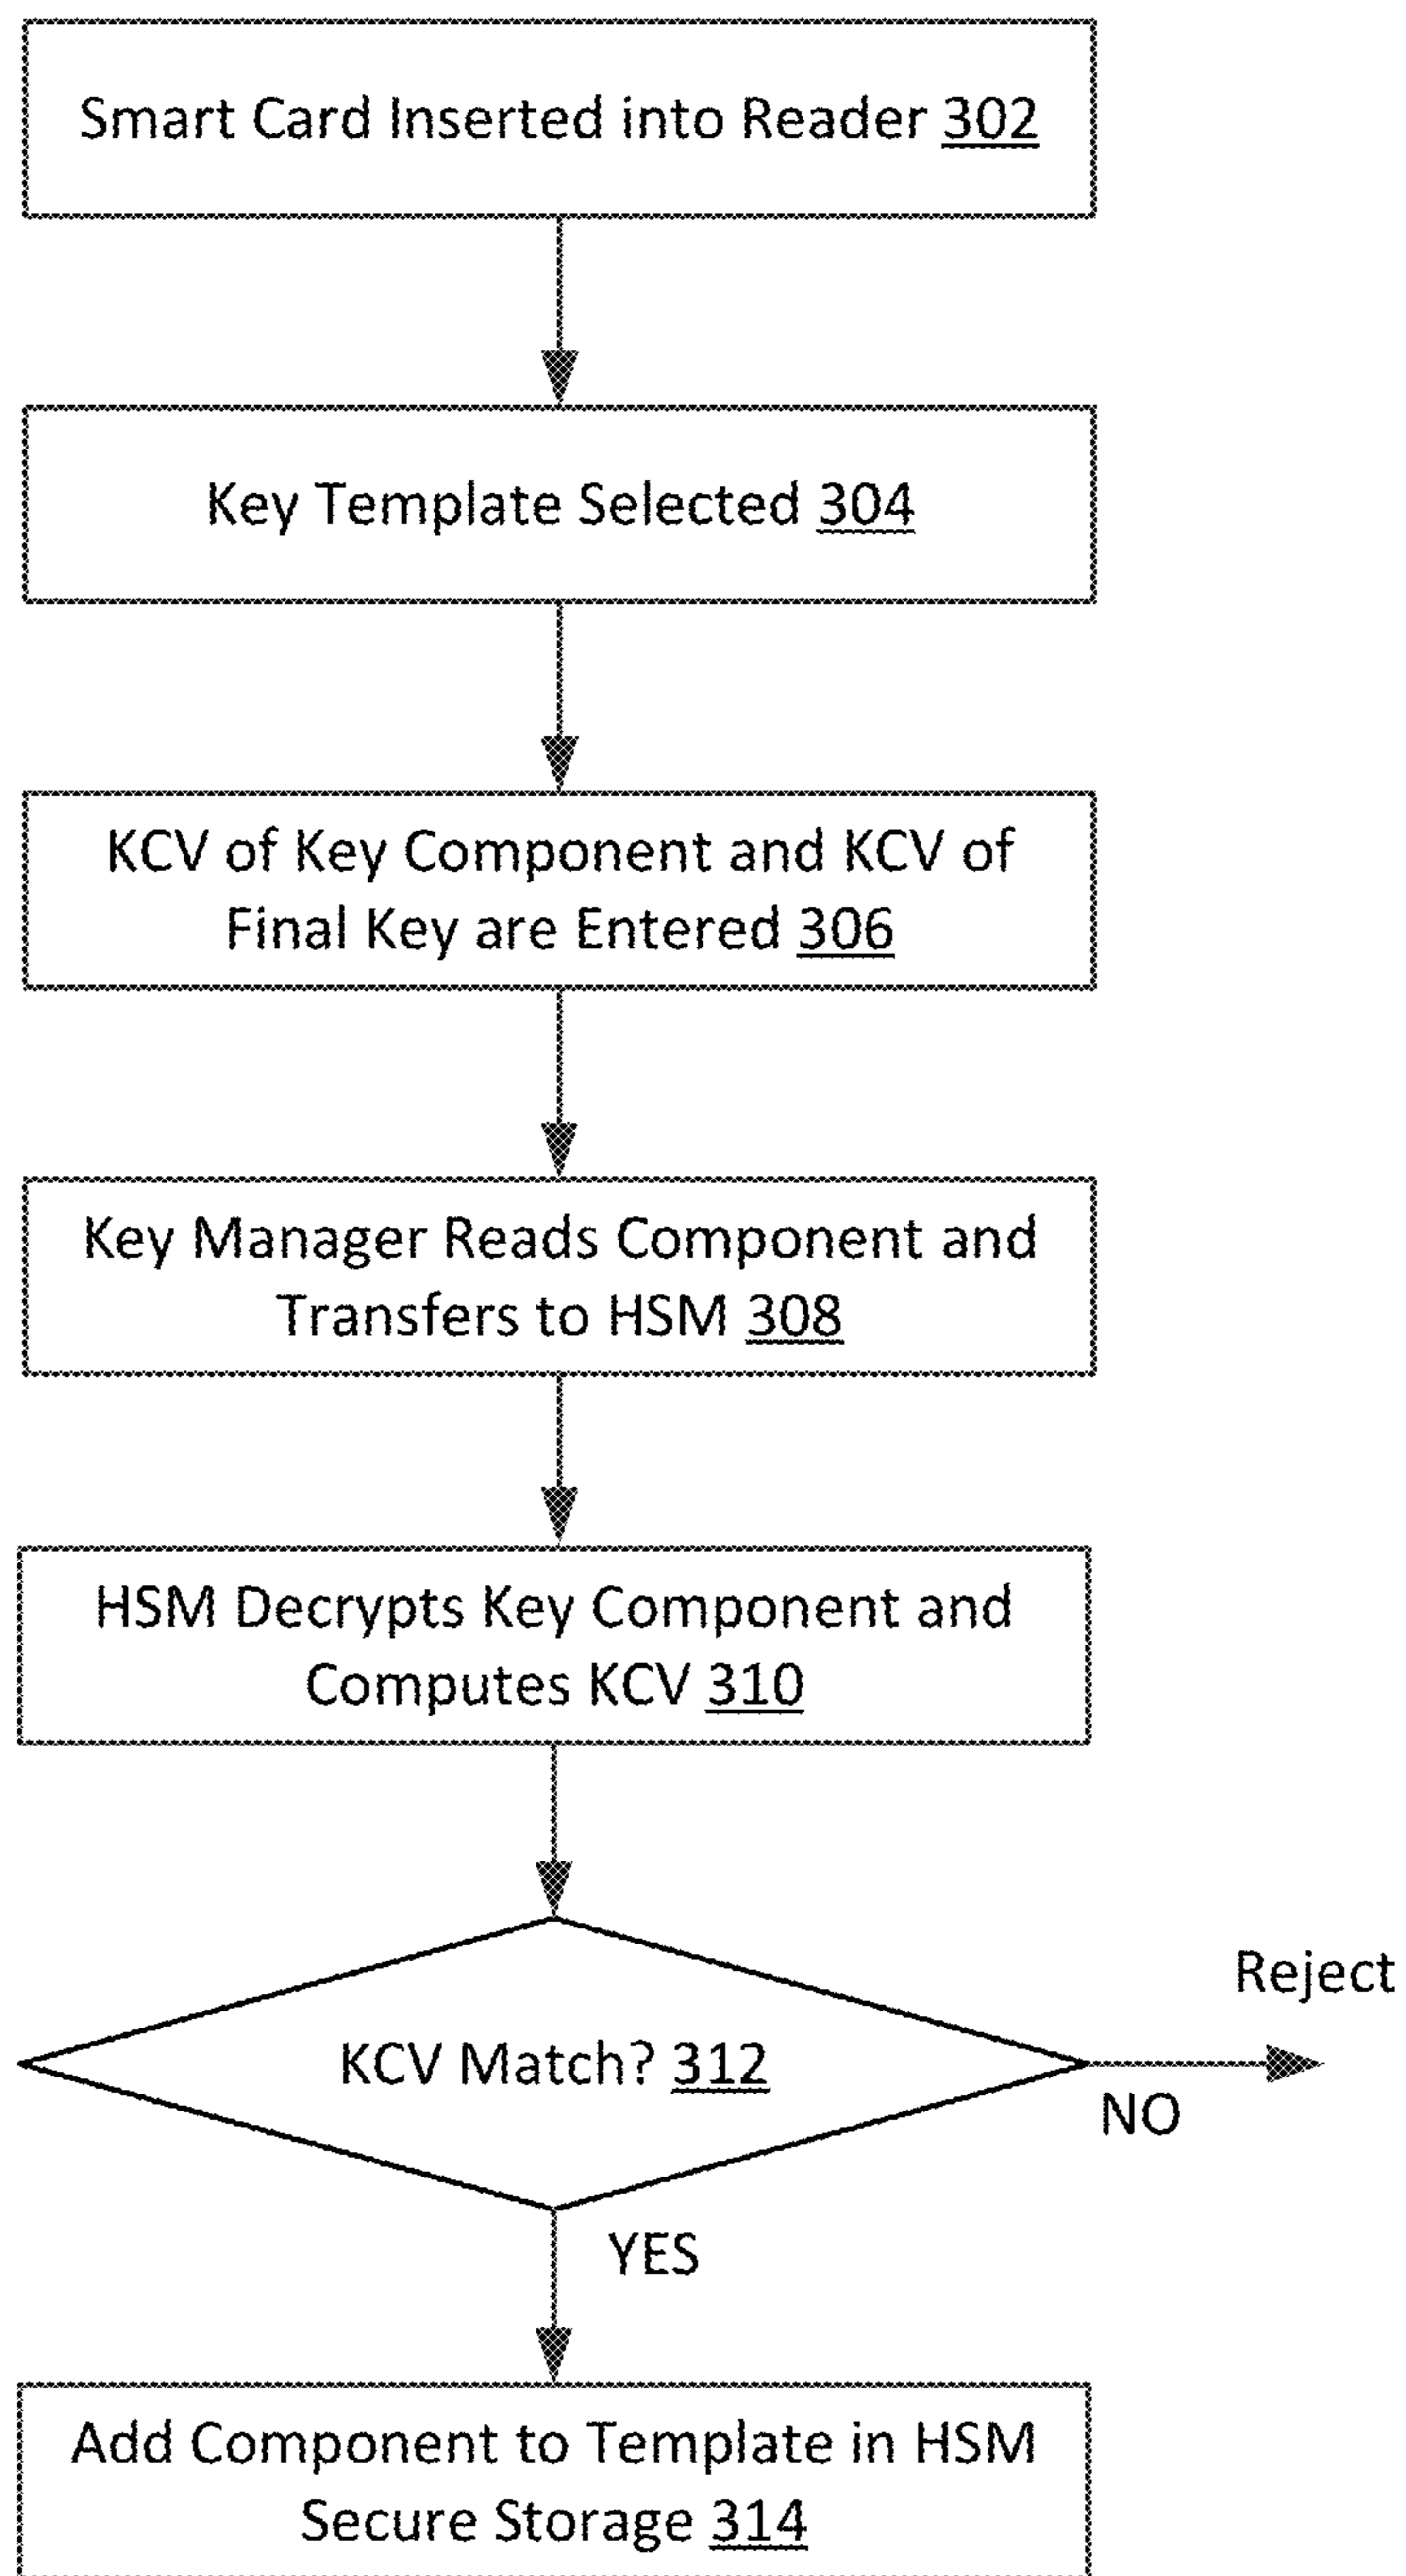 Smart Card Inserted into Reader 302
Key Template Selected 304
KCV of Key Component and KCV of
Final Key are Entered 306
Key Manager Reads Component and
Transfers to HSM 308
HSM Decrypts Key Component and
Computes KCV 310
Reject
KCV Match? 312
NO
YES
Add Component to Template in HSM
Secure Storage 314